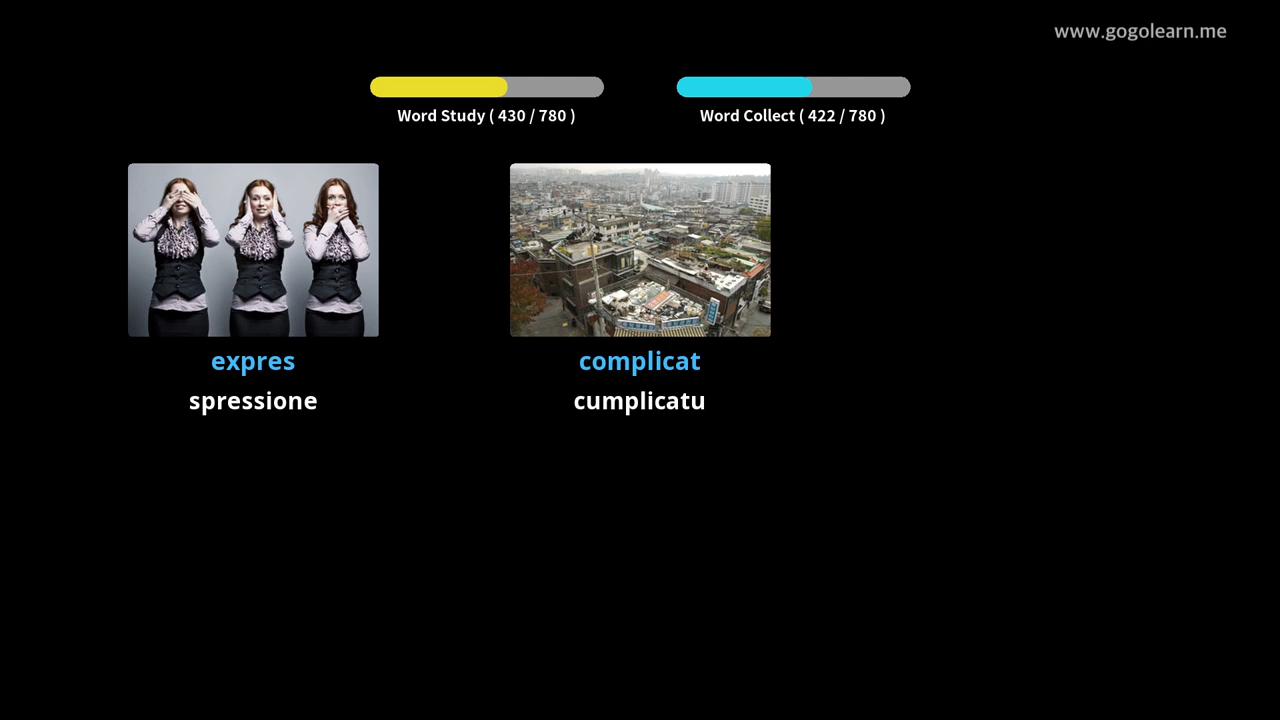 www.gogolearn.me
Word Study ( 430 / 780 )
Word Collect ( 422 / 780 )
expres
spressione
complicat
cumplicatu